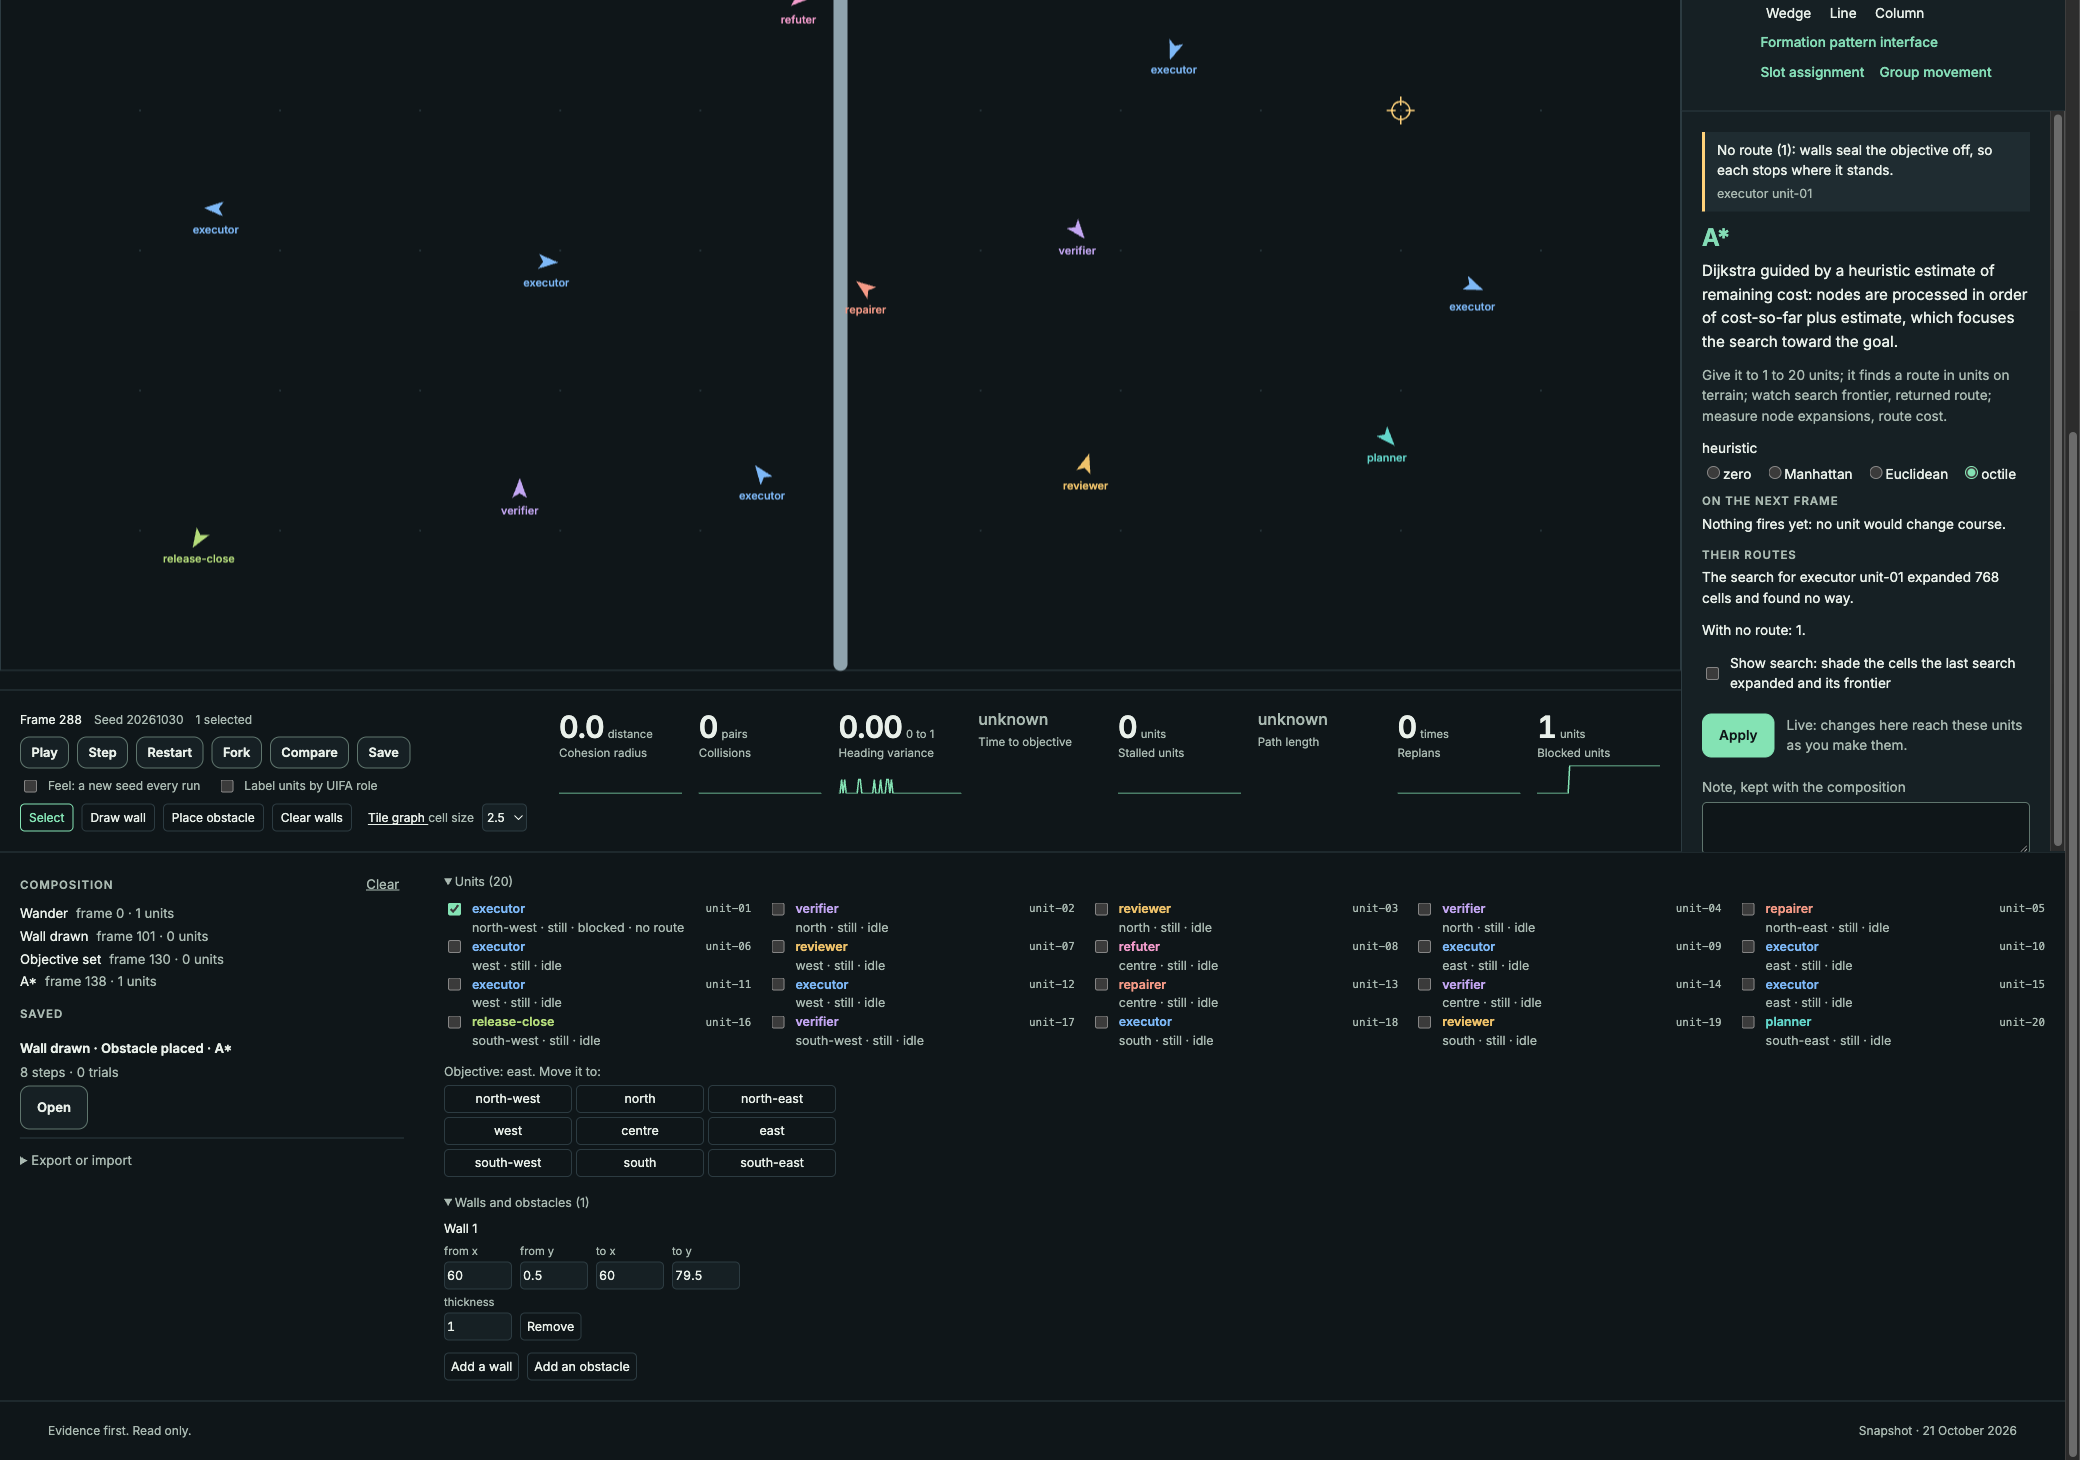 refuter
executor
executor
verifier
executor
repairer
executor
executor
planner
reviewer
executor
verifier
release-close
Wedge Line Column
Formation pattern interface
Slot assignment Group movement
No route (1): walls seal the objective off, so
each stops where it stands.
executor unit-01
A*
Dijkstra guided by a heuristic estimate of
remaining cost: nodes are processed in order
of cost-so-far plus estimate, which focuses
the search toward the goal.
Give it to 1 to 20 units; it finds a route in units on
terrain; watch search frontier, returned route;
measure node expansions, route cost.
heuristic
zero Manhattan Euclidean octile
ON THE NEXT FRAME
Nothing fires yet: no unit would change course.
THEIR ROUTES
The search for executor unit-01 expanded 768
cells and found no way.
With no route: 1.
Show search: shade the cells the last search
expanded and its frontier
Apply
Live: changes here reach these units
as you make them.
Note, kept with the composition
Frame 288 Seed 20261030 1 selected
Play Step Restart Fork Compare Save
Feel: a new seed every run Label units by UIFA role
Select Draw wall Place obstacle Clear walls Tile graph cell size 2.5
0.0 distance
Cohesion radius
0 pairs
Collisions
0.00 0 to 1
Heading variance
unknown
Time to objective
0 units
Stalled units
unknown
Path length
0 times
Replans
1 units
Blocked units
COMPOSITION Clear
Wander frame 0 · 1 units
Wall drawn frame 101 · 0 units
Objective set frame 130 · 0 units
A* frame 138 · 1 units
SAVED
Wall drawn · Obstacle placed · A*
8 steps · 0 trials
Open
▶ Export or import
▼ Units (20)
executor unit-01 verifier unit-02 reviewer unit-03 verifier unit-04 repairer unit-05
north-west · still · blocked · no route north · still · idle north · still · idle north · still · idle north-east · still · idle
executor unit-06 reviewer unit-07 refuter unit-08 executor unit-09 executor unit-10
west · still · idle west · still · idle centre · still · idle east · still · idle east · still · idle
executor unit-11 executor unit-12 repairer unit-13 verifier unit-14 executor unit-15
west · still · idle west · still · idle centre · still · idle centre · still · idle east · still · idle
release-close unit-16 verifier unit-17 executor unit-18 reviewer unit-19 planner unit-20
south-west · still · idle south-west · still · idle south · still · idle south · still · idle south-east · still · idle
Objective: east. Move it to:
north-west north north-east
west centre east
south-west south south-east
▼ Walls and obstacles (1)
Wall 1
from x from y to x to y
60 0.5 60 79.5
thickness
1 Remove
Add a wall Add an obstacle
Evidence first. Read only.
Snapshot · 21 October 2026